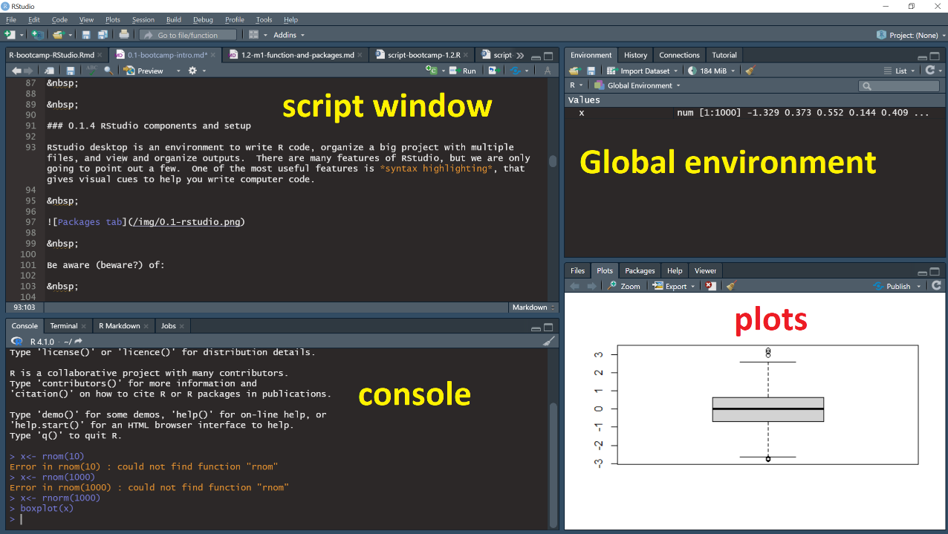 RStudio
File Edit Code View Plots Session Build Debug Profile Tools Help
Go to file/function Addins Project: (None)
R-bootcamp-RStudio.Rmd 0.1-bootcamp-intro.md* 1.2-m1-function-and-packages.md script-bootcamp-1.2.R script
Preview Run
87 &nbsp;
88
89 &nbsp;
90
91 ### 0.1.4 RStudio components and setup
92
93 RStudio desktop is an environment to write R code, organize a big project with multiple
files, and view and organize outputs. There are many features of RStudio, but we are only
going to point out a few. One of the most useful features is *syntax highlighting*, that
gives visual cues to help you write computer code.
94
95 &nbsp;
96
97 ![Packages tab](/img/0.1-rstudio.png)
98
99 &nbsp;
100
101 Be aware (beware?) of:
102
103 &nbsp;
104
script window
93:103 Markdown
Console Terminal R Markdown Jobs
R 4.1.0 · ~/
Type 'license()' or 'licence()' for distribution details.
R is a collaborative project with many contributors.
Type 'contributors()' for more information and
'citation()' on how to cite R or R packages in publications.
Type 'demo()' for some demos, 'help()' for on-line help, or
'help.start()' for an HTML browser interface to help.
Type 'q()' to quit R.
> x<- rnom(10)
Error in rnom(10) : could not find function "rnom"
> x<- rnom(1000)
Error in rnom(1000) : could not find function "rnom"
> x<- rnorm(1000)
> boxplot(x)
>
console
Environment History Connections Tutorial
Import Dataset 184 MiB List
R Global Environment
Values
x num [1:1000] -1.329 0.373 0.552 0.144 0.409 ...
Global environment
Files Plots Packages Help Viewer
Zoom Export Publish
plots
3
2
1
0
-1
-2
-3